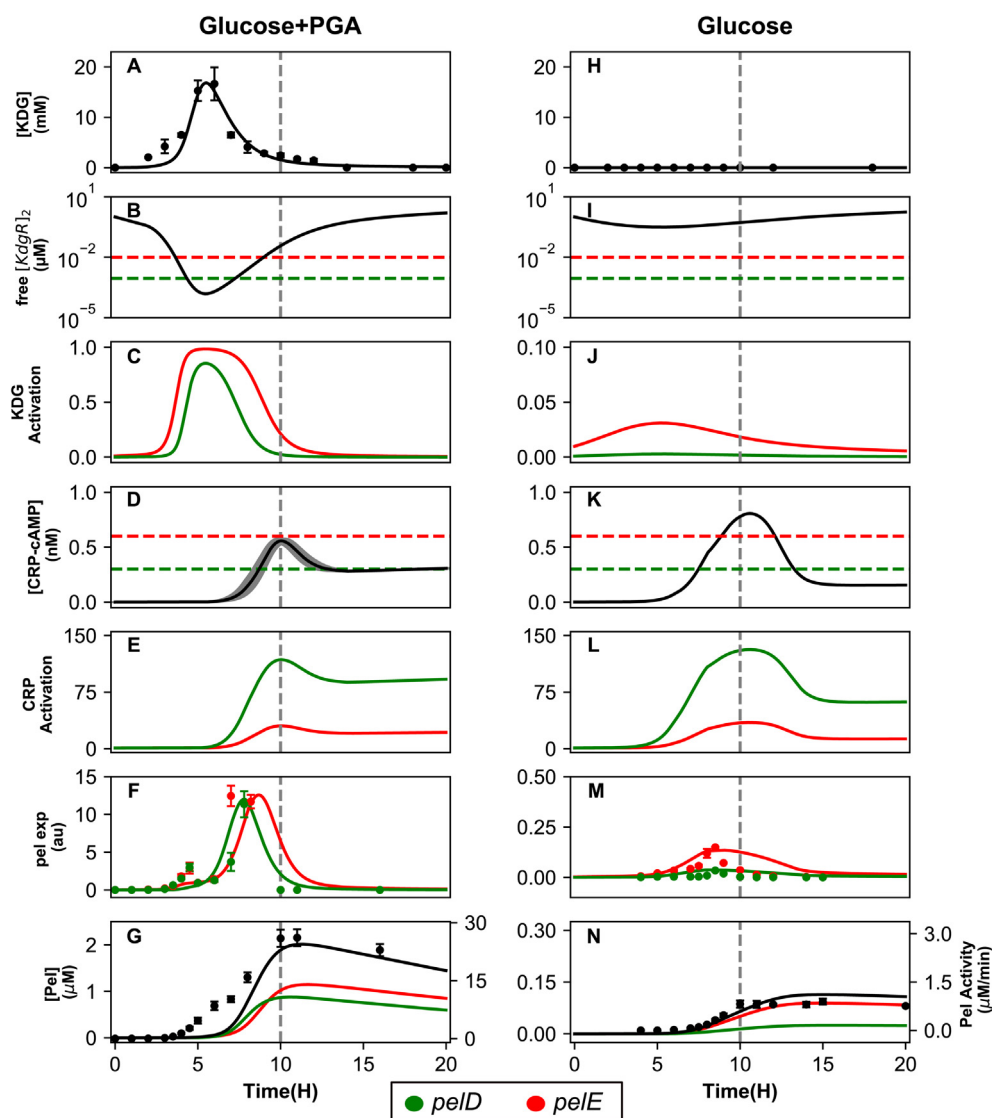 Glucose+PGA
Glucose
A
[KDG]
(mM)
20
10
0
H
20
10
0
B
free [KdgR]₂
(μM)
10¹
10⁻²
10⁻⁵
I
10¹
10⁻²
10⁻⁵
C
KDG
Activation
1.0
0.5
0.0
J
0.10
0.05
0.00
D
[CRP-cAMP]
(nM)
1.0
0.5
0.0
K
1.0
0.5
0.0
E
CRP
Activation
150
75
0
L
150
75
0
F
pel exp
(au)
15
10
5
0
M
0.50
0.25
0.00
G
[Pel]
(μM)
2
1
0
30
15
0
N
0.30
0.15
0.00
3.0
1.0
0.0
Pel Activity
(μM/min)
0 5 10 15 20
0 5 10 15 20
Time(H)
Time(H)
pelD pelE